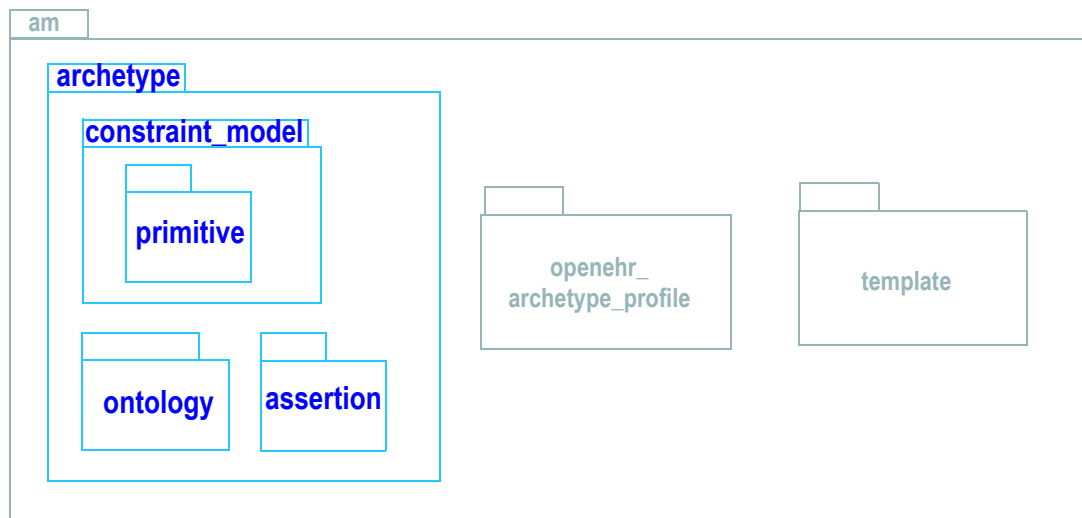 am
archetype
constraint_model
primitive
openehr_
archetype_profile
template
ontology
assertion